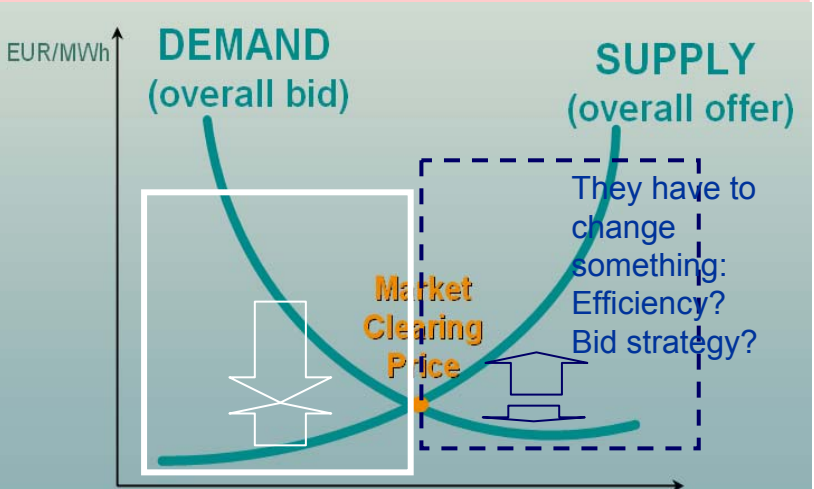 EUR/MWh
DEMAND
(overall bid)
SUPPLY
(overall offer)
They have to
change
something:
Efficiency?
Bid strategy?
Market
Clearing
Price